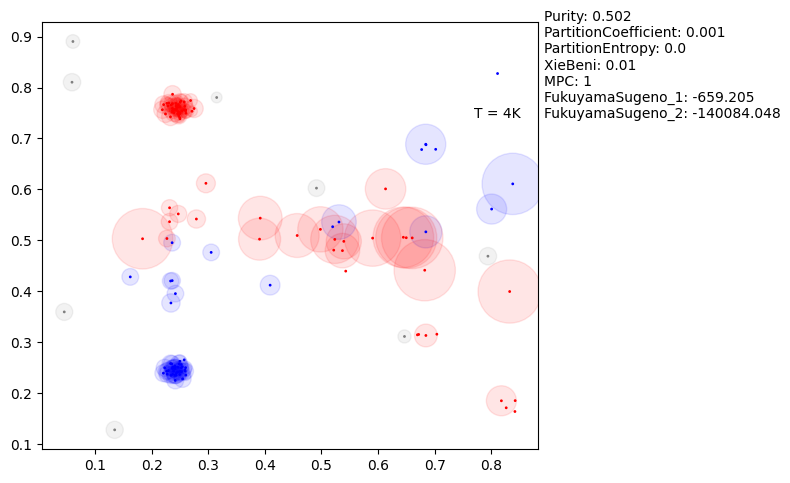 Purity: 0.502
PartitionCoefficient: 0.001
PartitionEntropy: 0.0
XieBeni: 0.01
MPC: 1
FukuyamaSugeno_1: -659.205
FukuyamaSugeno_2: -140084.048
T = 4K
0.9
0.8
0.7
0.6
0.5
0.4
0.3
0.2
0.1
0.1 0.2 0.3 0.4 0.5 0.6 0.7 0.8